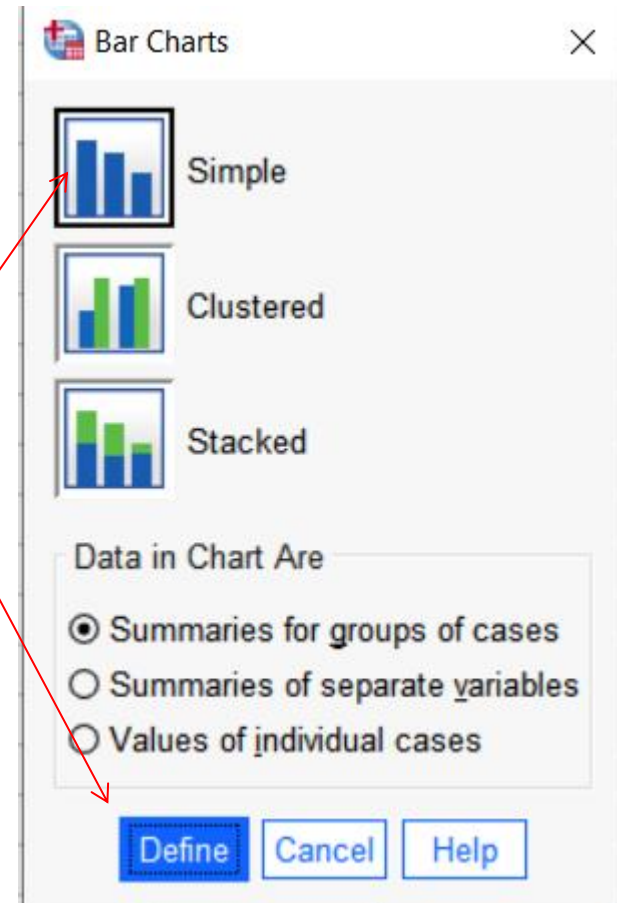 Bar Charts
Simple
Clustered
Stacked
Data in Chart Are
Summaries for groups of cases
Summaries of separate variables
Values of individual cases
Define Cancel Help